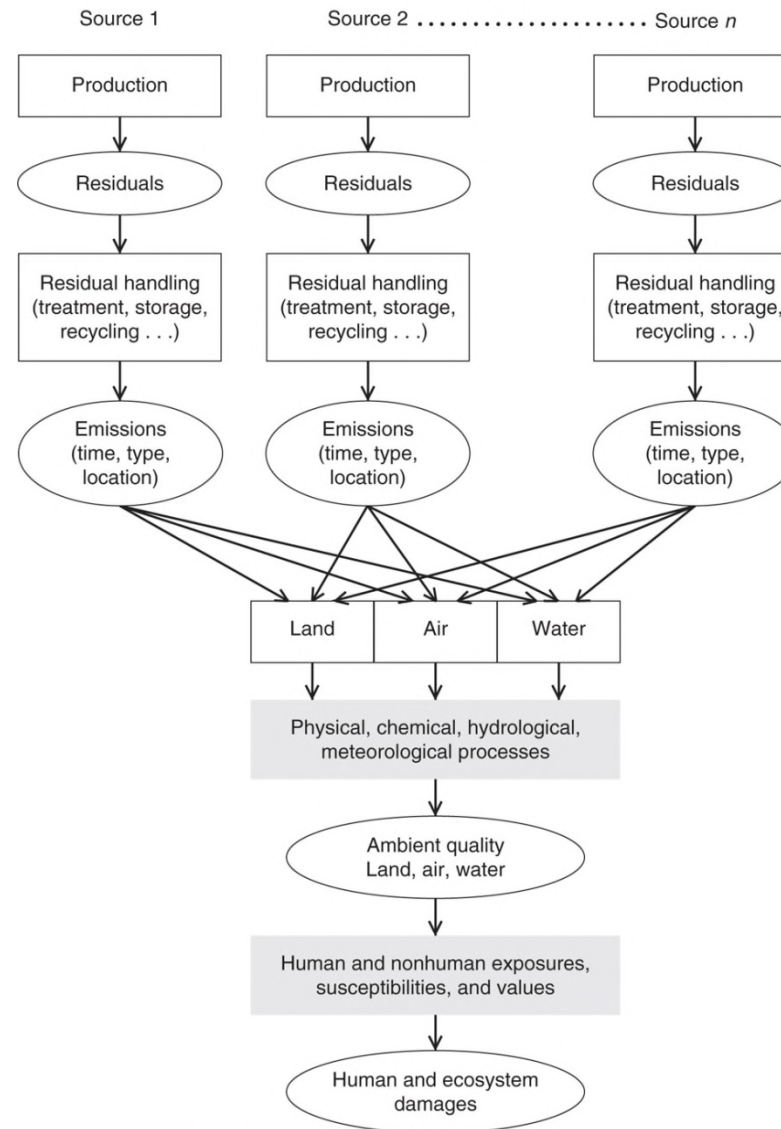 Source 1
Source 2 . . . . . . . . . . . . . . . . . . . . . . . . Source n
Production
Production
Production
Residuals
Residuals
Residuals
Residual handling
(treatment, storage,
recycling . . .)
Residual handling
(treatment, storage,
recycling . . .)
Residual handling
(treatment, storage,
recycling . . .)
Emissions
(time, type,
location)
Emissions
(time, type,
location)
Emissions
(time, type,
location)
Land
Air
Water
Physical, chemical, hydrological,
meteorological processes
Ambient quality
Land, air, water
Human and nonhuman exposures,
susceptibilities, and values
Human and ecosystem
damages